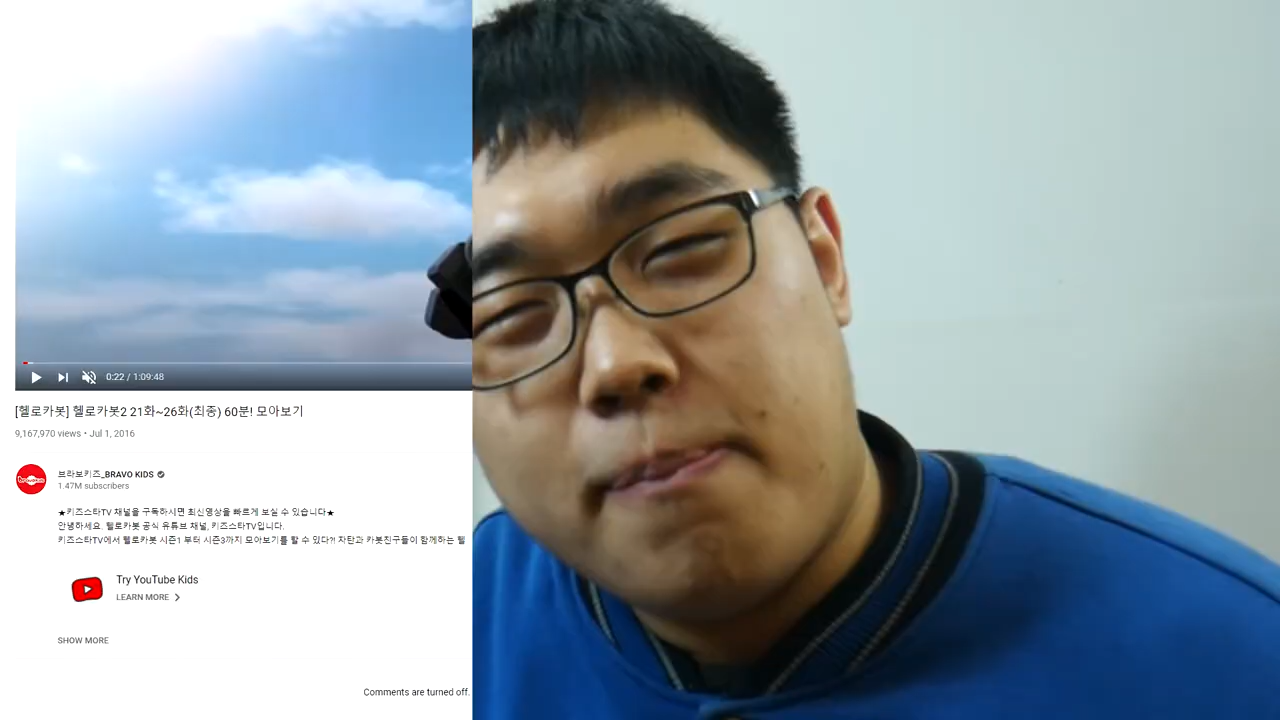 0:22 / 1:09:48
[헬로카봇] 헬로카봇2 21화~26화(최종) 60분! 모아보기
9,167,970 views • Jul 1, 2016
브라보키즈_BRAVO KIDS
1.47M subscribers
★키즈스타TV 채널을 구독하시면 최신영상을 빠르게 보실 수 있습니다★
안녕하세요. 헬로카봇 공식 유튜브 채널, 키즈스타TV입니다.
키즈스타TV에서 헬로카봇 시즌1 부터 시즌3까지 모아보기를 할 수 있다?! 차탄과 카봇친구들이 함께하는 헬
Try YouTube Kids
LEARN MORE
SHOW MORE
Comments are turned off.